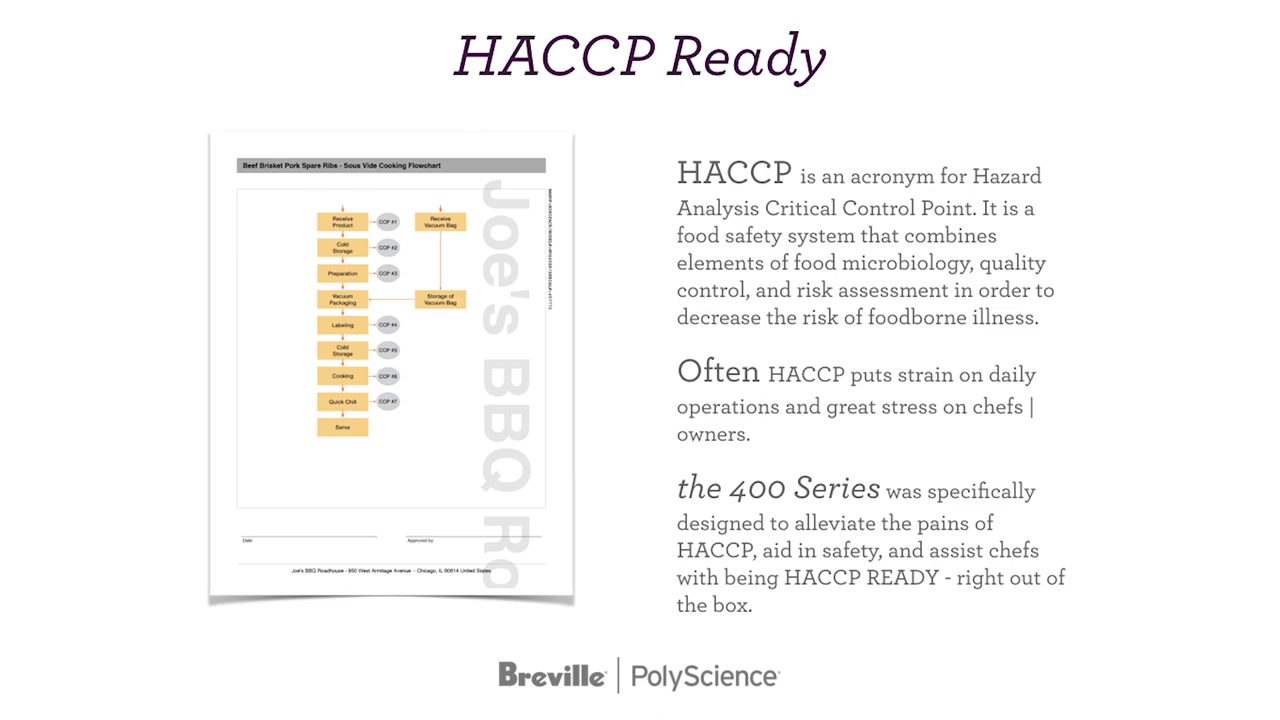 HACCP Ready
Beef Brisket Pork Spare Ribs - Sous Vide Cooking Flowchart
Receive
Product
CCP #1
Receive
Vacuum Bag
Cold
Storage
CCP #2
Preparation
CCP #3
Vacuum
Packaging
Storage of
Vacuum Bag
Labeling
CCP #4
Cold
Storage
CCP #5
Cooking
CCP #6
Quick Chill
CCP #7
Serve
Joe's BBQ Ro
Date
Approved by
Joe's BBQ Roadhouse - 950 West Armitage Avenue - Chicago, IL 60614 United States
HACCP is an acronym for Hazard
Analysis Critical Control Point. It is a
food safety system that combines
elements of food microbiology, quality
control, and risk assessment in order to
decrease the risk of foodborne illness.
Often HACCP puts strain on daily
operations and great stress on chefs |
owners.
the 400 Series was specifically
designed to alleviate the pains of
HACCP, aid in safety, and assist chefs
with being HACCP READY - right out of
the box.
Breville | PolyScience